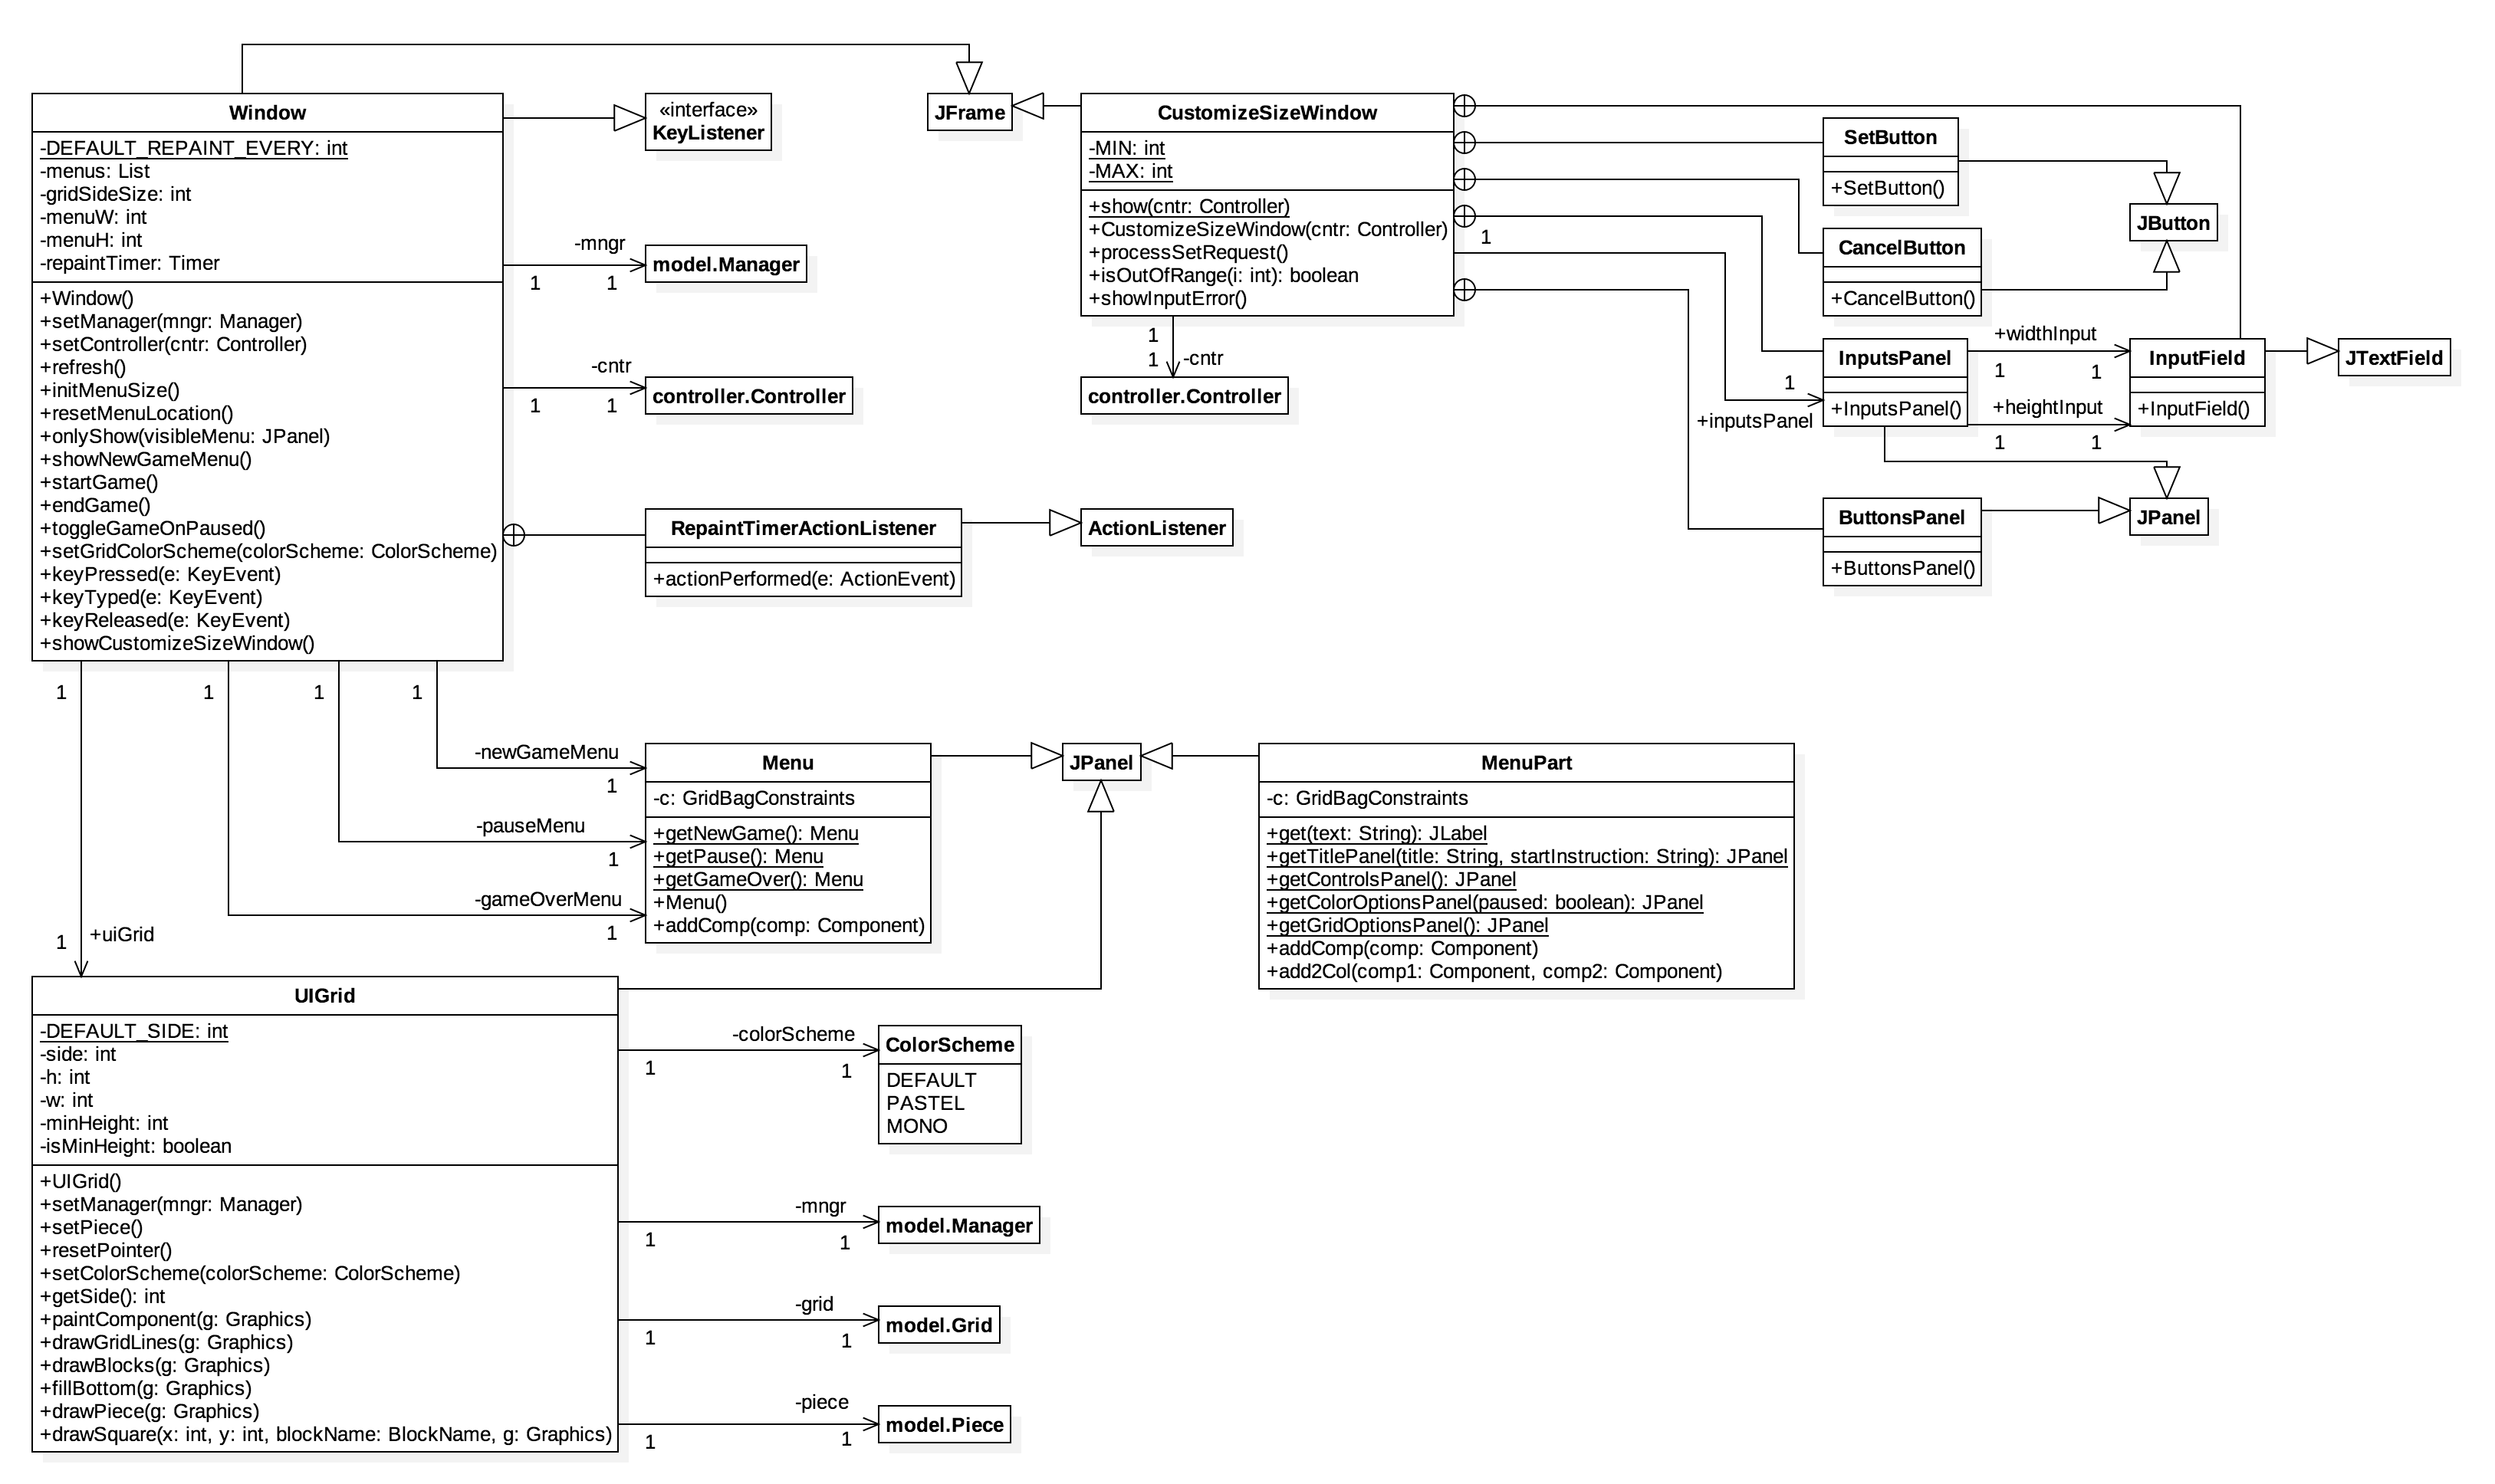 Window
-DEFAULT_REPAINT_EVERY: int
-menus: List
-gridSideSize: int
-menuW: int
-menuH: int
-repaintTimer: Timer
+Window()
+setManager(mngr: Manager)
+setController(cntr: Controller)
+refresh()
+initMenuSize()
+resetMenuLocation()
+onlyShow(visibleMenu: JPanel)
+showNewGameMenu()
+startGame()
+endGame()
+toggleGameOnPaused()
+setGridColorScheme(colorScheme: ColorScheme)
+keyPressed(e: KeyEvent)
+keyTyped(e: KeyEvent)
+keyReleased(e: KeyEvent)
+showCustomizeSizeWindow()
«interface»
KeyListener
-mngr
1
1
model.Manager
-cntr
1
1
controller.Controller
RepaintTimerActionListener
+actionPerformed(e: ActionEvent)
ActionListener
JFrame
CustomizeSizeWindow
-MIN: int
-MAX: int
+show(cntr: Controller)
+CustomizeSizeWindow(cntr: Controller)
+processSetRequest()
+isOutOfRange(i: int): boolean
+showInputError()
1
1
-cntr
controller.Controller
1
1
+inputsPanel
SetButton
+SetButton()
JButton
CancelButton
+CancelButton()
InputsPanel
+InputsPanel()
+widthInput
1
1
+heightInput
1
1
InputField
+InputField()
JTextField
ButtonsPanel
+ButtonsPanel()
JPanel
1
1
1
1
-newGameMenu
1
-pauseMenu
1
-gameOverMenu
1
1
+uiGrid
Menu
-c: GridBagConstraints
+getNewGame(): Menu
+getPause(): Menu
+getGameOver(): Menu
+Menu()
+addComp(comp: Component)
JPanel
MenuPart
-c: GridBagConstraints
+get(text: String): JLabel
+getTitlePanel(title: String, startInstruction: String): JPanel
+getControlsPanel(): JPanel
+getColorOptionsPanel(paused: boolean): JPanel
+getGridOptionsPanel(): JPanel
+addComp(comp: Component)
+add2Col(comp1: Component, comp2: Component)
UIGrid
-DEFAULT_SIDE: int
-side: int
-h: int
-w: int
-minHeight: int
-isMinHeight: boolean
+UIGrid()
+setManager(mngr: Manager)
+setPiece()
+resetPointer()
+setColorScheme(colorScheme: ColorScheme)
+getSide(): int
+paintComponent(g: Graphics)
+drawGridLines(g: Graphics)
+drawBlocks(g: Graphics)
+fillBottom(g: Graphics)
+drawPiece(g: Graphics)
+drawSquare(x: int, y: int, blockName: BlockName, g: Graphics)
-colorScheme
1
1
ColorScheme
DEFAULT
PASTEL
MONO
-mngr
1
1
model.Manager
-grid
1
1
model.Grid
-piece
1
1
model.Piece